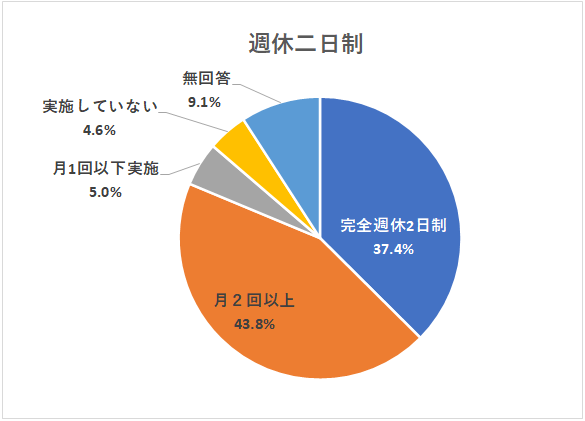 週休二日制
無回答
9.1%
実施していない
4.6%
月1回以下実施
5.0%
完全週休2日制
37.4%
月２回以上
43.8%